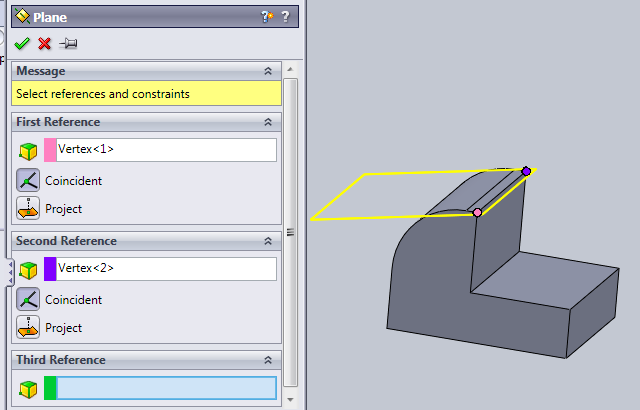 Plane
Message
Select references and constraints
First Reference
Vertex<1>
Coincident
Project
Second Reference
Vertex<2>
Coincident
Project
Third Reference